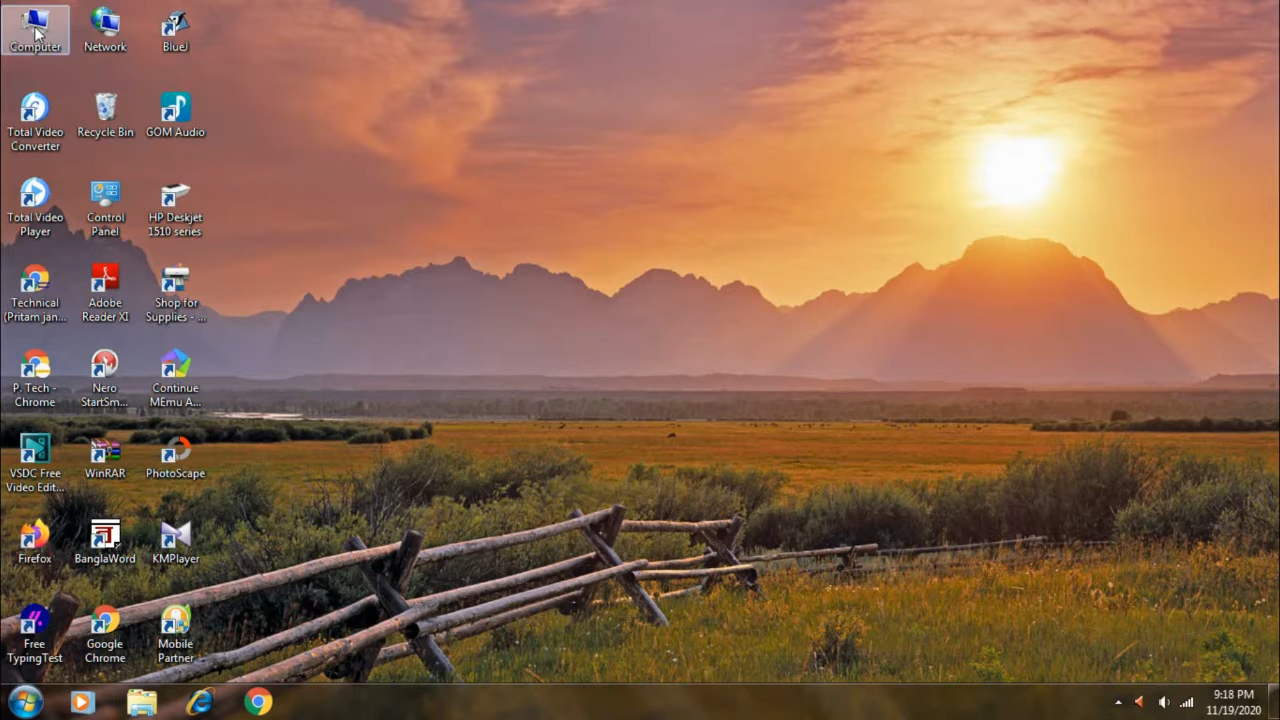 Computer
Network
BlueJ
Total Video
Converter
Recycle Bin
GOM Audio
Total Video
Player
Control
Panel
HP Deskjet
1510 series
Technical
(Pritam jan...
Adobe
Reader XI
Shop for
Supplies - ...
P. Tech -
Chrome
Nero
StartSm...
Continue
MEmu A...
VSDC Free
Video Edit...
WinRAR
PhotoScape
Firefox
BanglaWord
KMPlayer
Free
TypingTest
Google
Chrome
Mobile
Partner
9:18 PM
11/19/2020